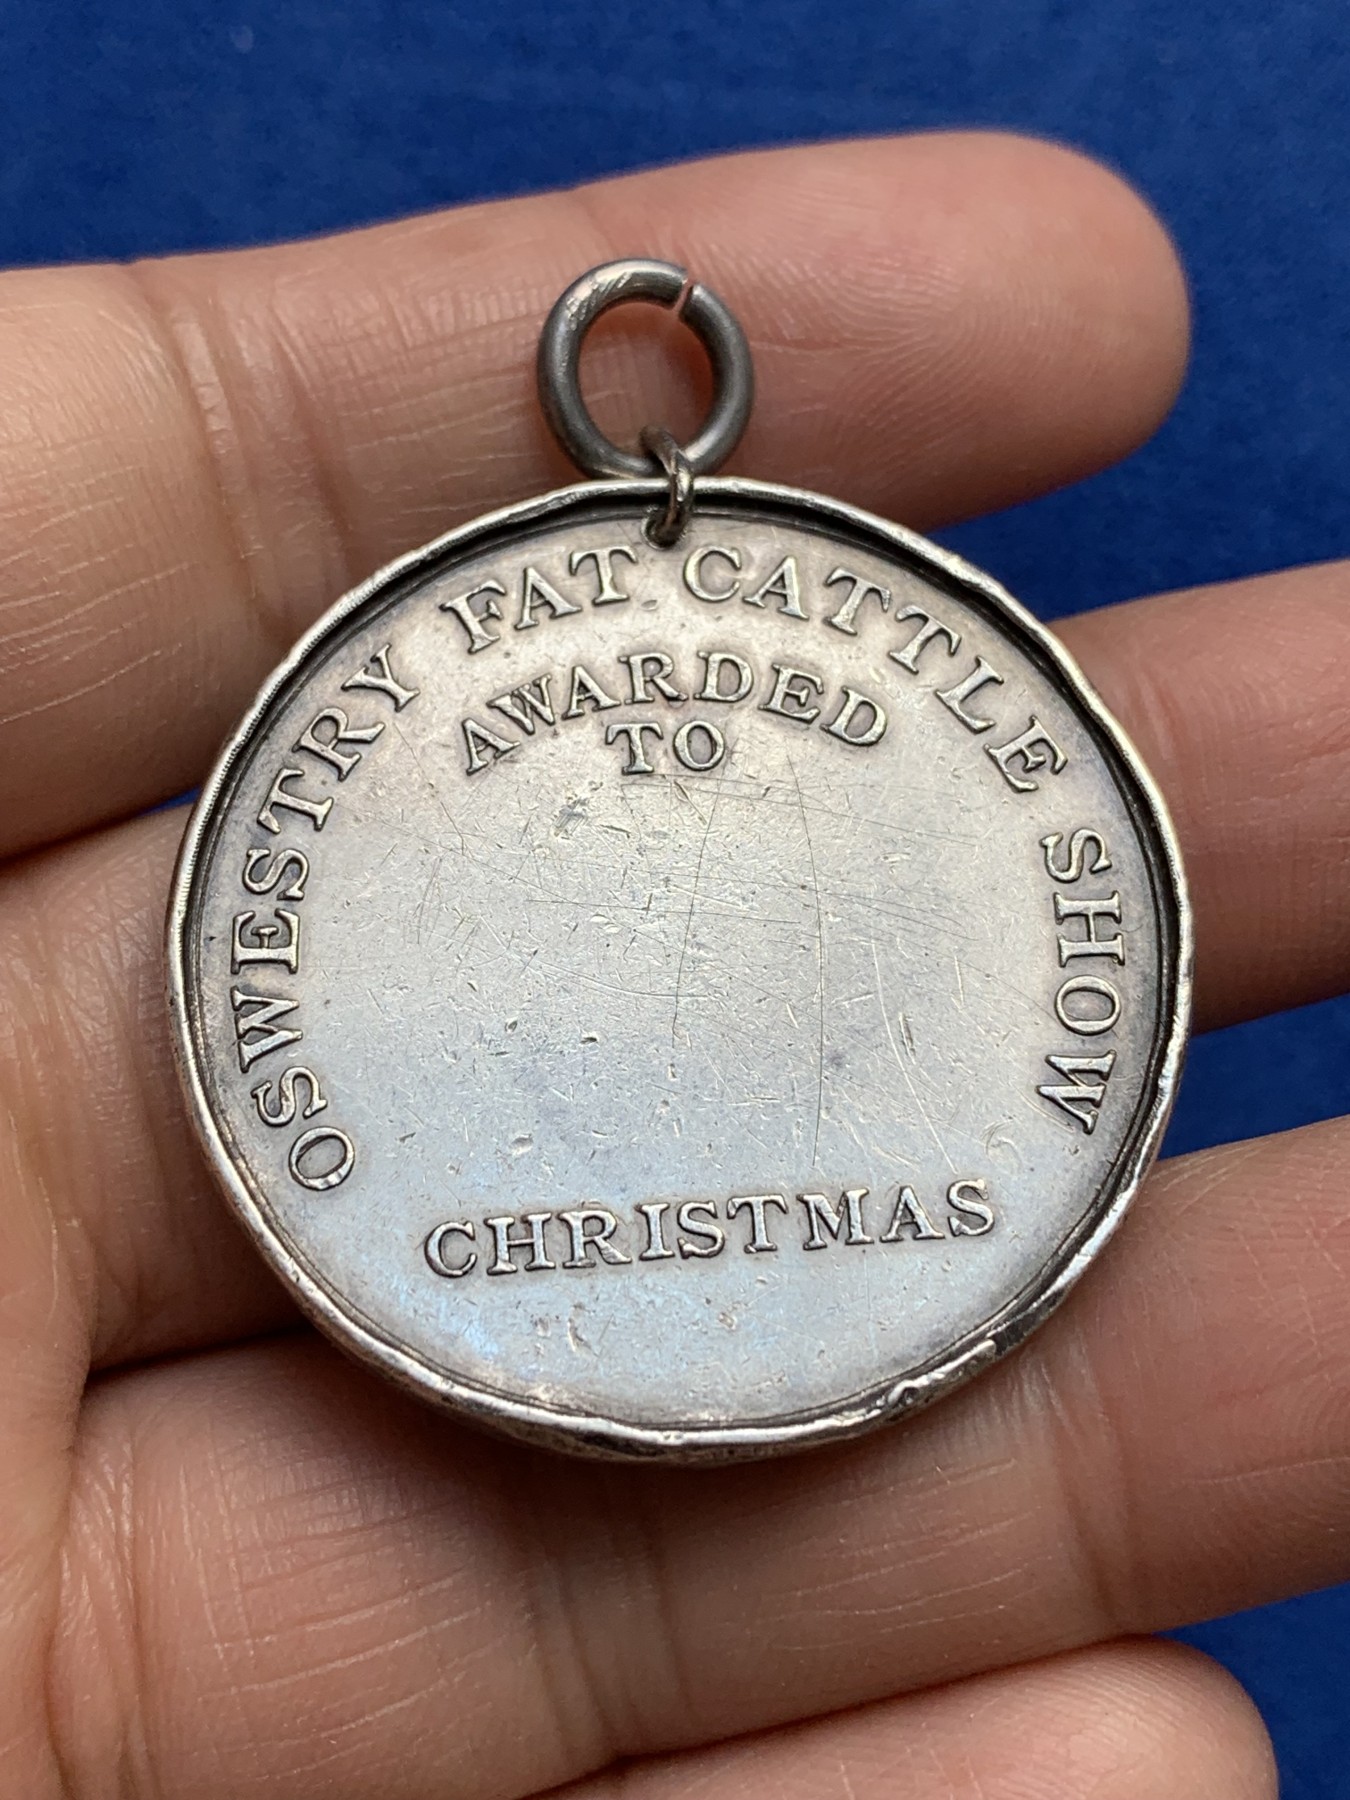 OSWESTRY FAT CATTLE SHOW
AWARDED
TO
CHRISTMAS